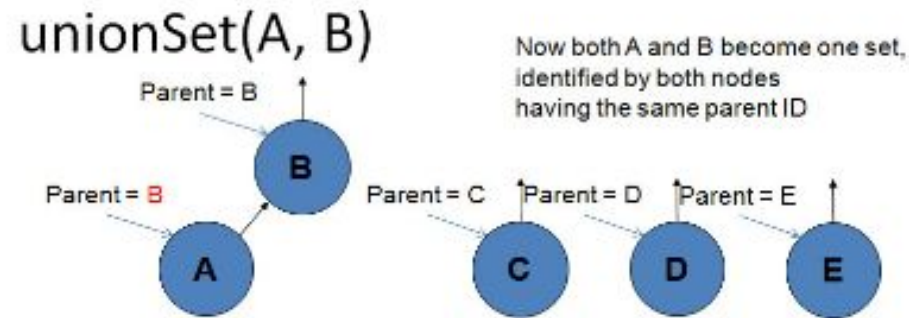 unionSet(A, B)
Now both A and B become one set,
identified by both nodes
having the same parent ID
Parent = B
B
Parent = B
Parent = C
Parent = D
Parent = E
A
C
D
E